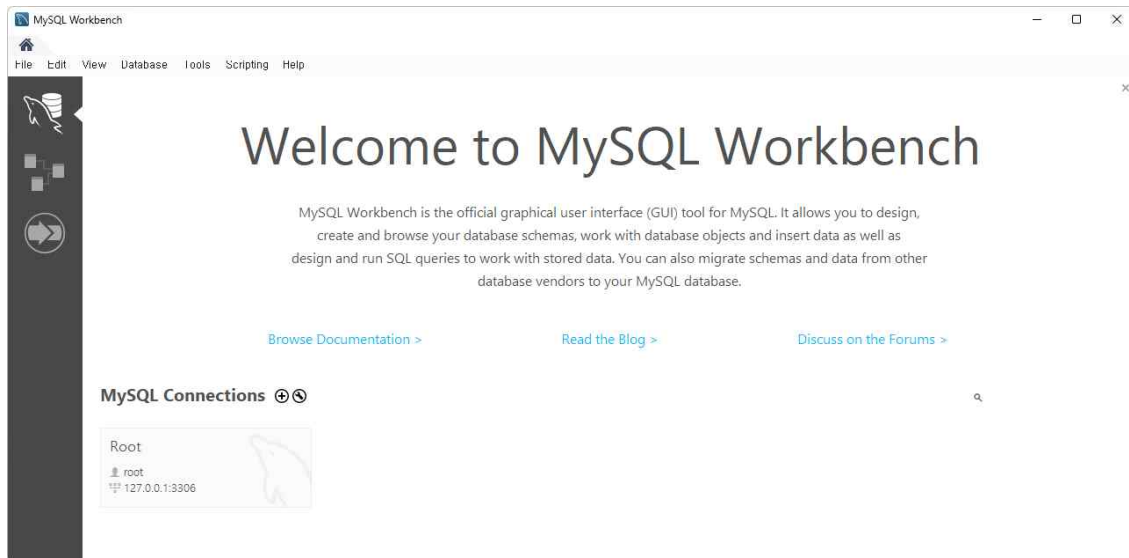 MySQL Workbench
File Edit View Database Tools Scripting Help
Welcome to MySQL Workbench
MySQL Workbench is the official graphical user interface (GUI) tool for MySQL. It allows you to design,
create and browse your database schemas, work with database objects and insert data as well as
design and run SQL queries to work with stored data. You can also migrate schemas and data from other
database vendors to your MySQL database.
Browse Documentation > Read the Blog > Discuss on the Forums >
MySQL Connections
Root
root
127.0.0.1:3306